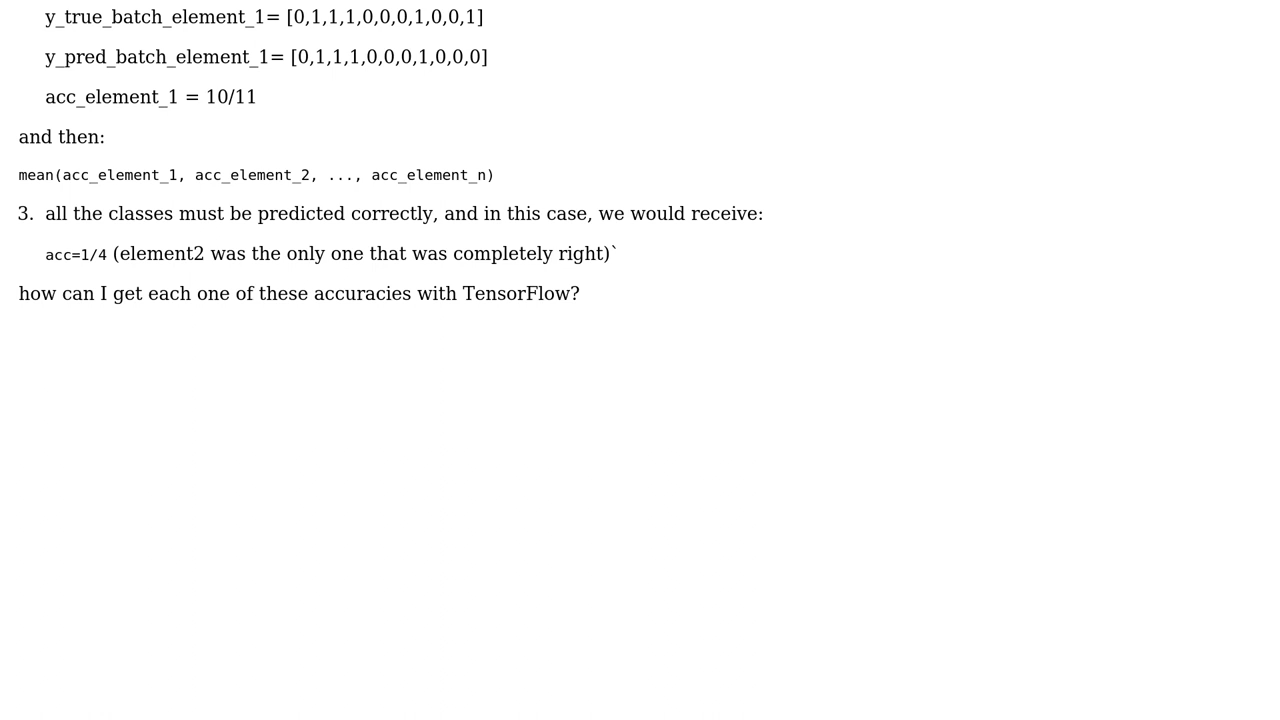 y_true_batch_element_1= [0,1,1,1,0,0,0,1,0,0,1]
y_pred_batch_element_1= [0,1,1,1,0,0,0,1,0,0,0]
acc_element_1 = 10/11
and then:
mean(acc_element_1, acc_element_2, ..., acc_element_n)
3. all the classes must be predicted correctly, and in this case, we would receive:
acc=1/4 (element2 was the only one that was completely right)`
how can I get each one of these accuracies with TensorFlow?